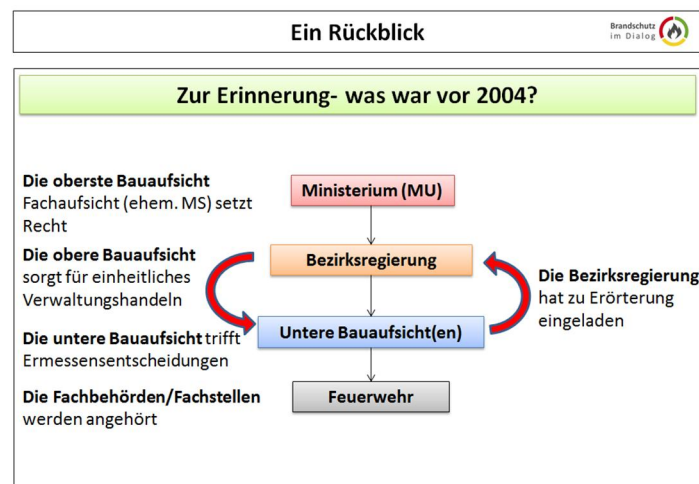 Ein Rückblick
Brandschutz
im Dialog
Zur Erinnerung- was war vor 2004?
Die oberste Bauaufsicht
Fachaufsicht (ehem. MS) setzt
Recht
Ministerium (MU)
Die obere Bauaufsicht
sorgt für einheitliches
Verwaltungshandeln
Bezirksregierung
Die Bezirksregierung
hat zu Erörterung
eingeladen
Die untere Bauaufsicht trifft
Ermessensentscheidungen
Untere Bauaufsicht(en)
Die Fachbehörden/Fachstellen
werden angehört
Feuerwehr